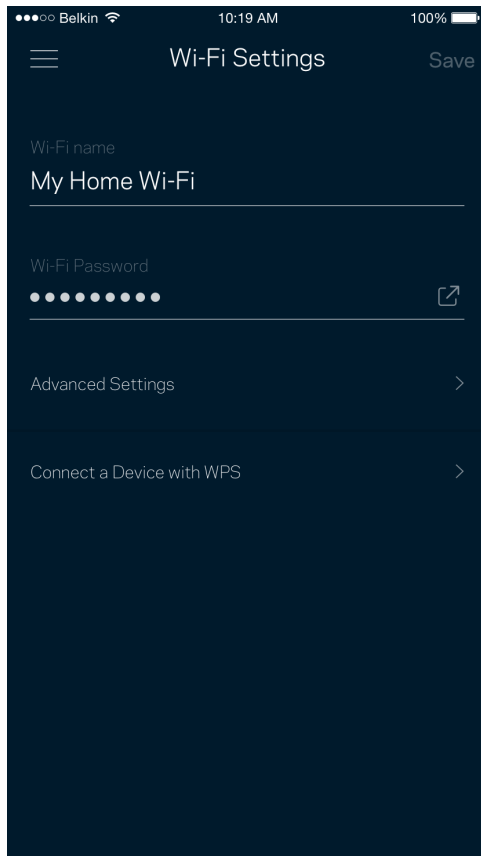 Belkin 10:19 AM 100%
Wi-Fi Settings Save
Wi-Fi name
My Home Wi-Fi
Wi-Fi Password
Advanced Settings
Connect a Device with WPS